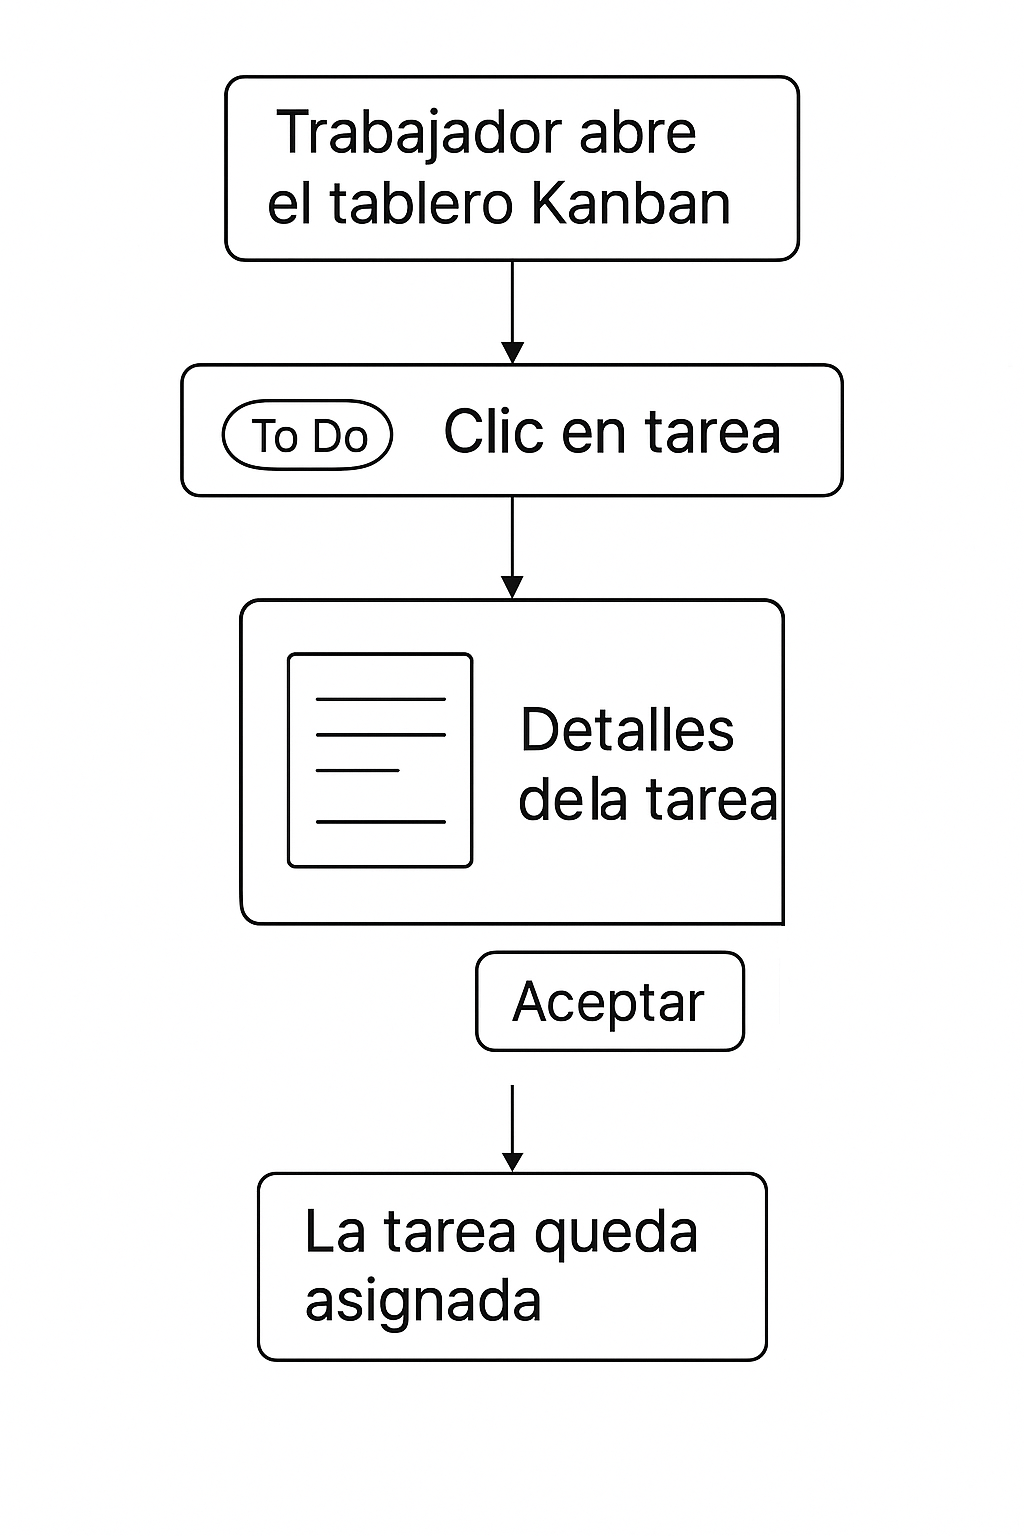 Trabajador abre
el tablero Kanban
To Do Clic en tarea
Detalles
dela tarea
Aceptar
La tarea queda
asignada